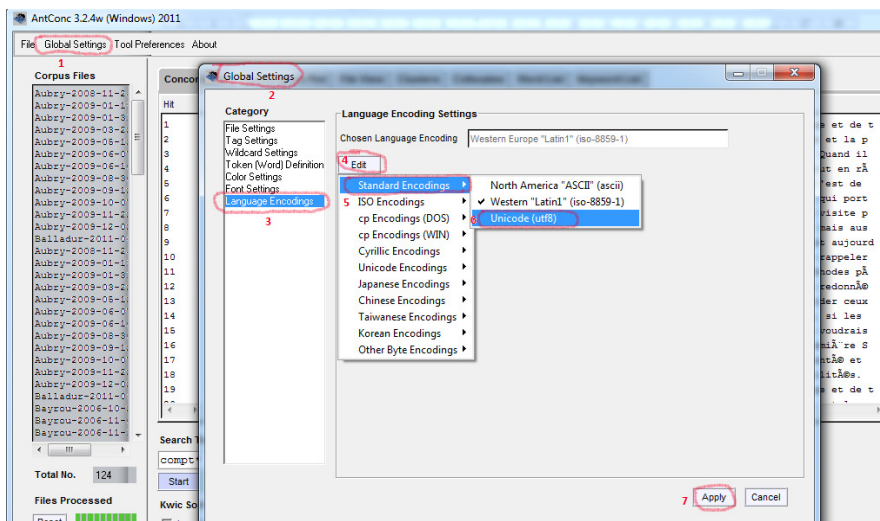 AntConc 3.2.4w (Windows) 2011
File Global Settings Tool Preferences About
1
Corpus Files
Aubry-2008-11-2
Aubry-2009-01-1
Aubry-2009-01-3
Aubry-2009-03-2
Aubry-2009-05-1
Aubry-2009-06-0
Aubry-2009-06-1
Aubry-2009-08-3
Aubry-2009-09-1
Aubry-2009-10-0
Aubry-2009-11-2
Aubry-2009-12-0
Balladur-2011-0
Aubry-2008-11-2
Aubry-2009-01-1
Aubry-2009-01-3
Aubry-2009-03-2
Aubry-2009-05-1
Aubry-2009-06-0
Aubry-2009-06-1
Aubry-2009-08-3
Aubry-2009-09-1
Aubry-2009-10-0
Aubry-2009-11-2
Aubry-2009-12-0
Balladur-2011-0
Bayrou-2006-10-
Bayrou-2006-11-
Bayrou-2006-11-
Total No. 124
Files Processed
Reset
Concor
Hit
1
2
3
4
5
6
7
8
9
10
11
12
13
14
15
16
17
18
19
Search T
compt*
Start
Kwic So
Global Settings
2
Category
File Settings
Tag Settings
Wildcard Settings
Token (Word) Definition
Color Settings
Font Settings
Language Encodings
3
Language Encoding Settings
Chosen Language Encoding Western Europe "Latin1" (iso-8859-1)
4
Edit
Standard Encodings
5 ISO Encodings
cp Encodings (DOS)
cp Encodings (WIN)
Cyrillic Encodings
Unicode Encodings
Japanese Encodings
Chinese Encodings
Taiwanese Encodings
Korean Encodings
Other Byte Encodings
North America "ASCII" (ascii)
Western "Latin1" (iso-8859-1)
6 Unicode (utf8)
7 Apply Cancel
et de t
et la p
Quand il
ut en rÃ
'est de
qui port
visite p
mais aus
t aujourd
rappeler
hodes pÃ
redonnÃ©
der ceux
si les
voudrais
miÃ¨re S
ntÃ© et
litÃ©s.
et de t